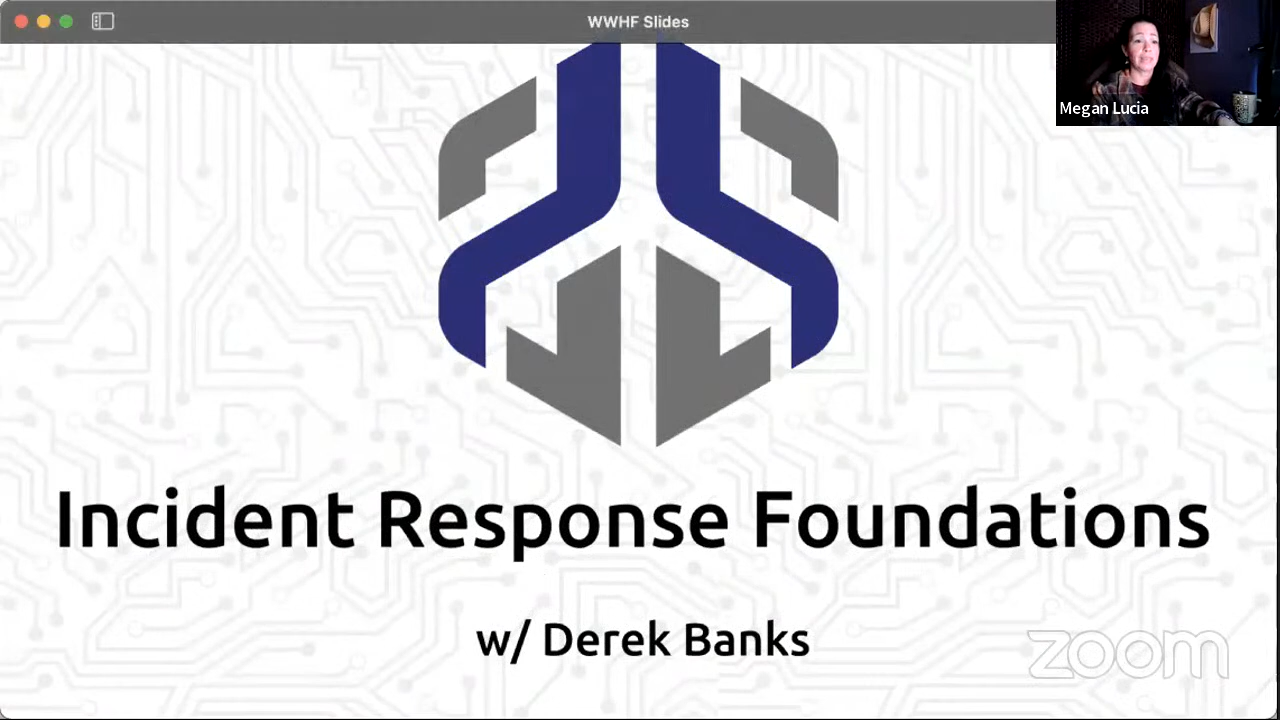 WWHF Slides
Megan Lucia
Incident Response Foundations
w/ Derek Banks
zoom